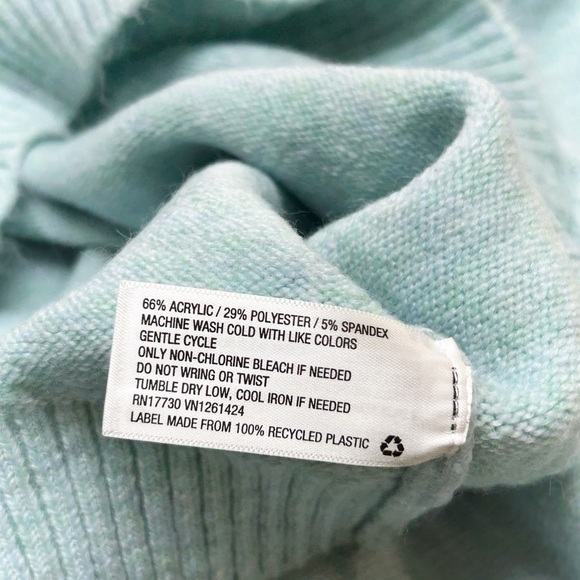 66% ACRYLIC / 29% POLYESTER / 5% SPANDEX
MACHINE WASH COLD WITH LIKE COLORS
GENTLE CYCLE
ONLY NON-CHLORINE BLEACH IF NEEDED
DO NOT WRING OR TWIST
TUMBLE DRY LOW, COOL IRON IF NEEDED
RN17730 VN1261424
LABEL MADE FROM 100% RECYCLED PLASTIC